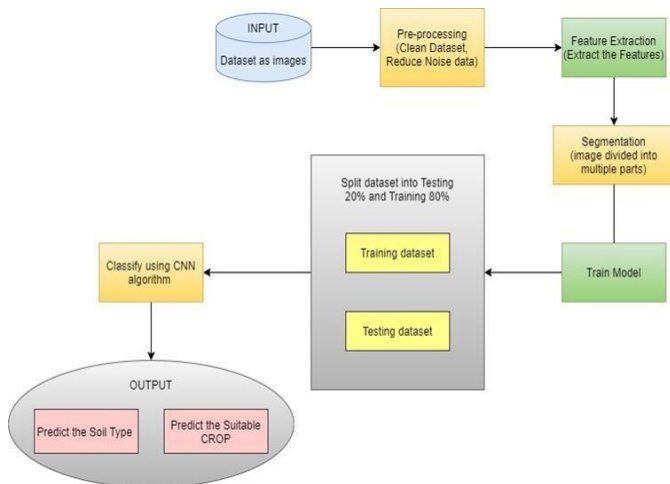 INPUT
Dataset as images
Pre-processing
(Clean Dataset,
Reduce Noise data)
Feature Extraction
(Extract the Features)
Segmentation
(image divided into
multiple parts)
Train Model
Split dataset into Testing
20% and Training 80%
Training dataset
Testing dataset
Classify using CNN
algorithm
OUTPUT
Predict the Soil Type
Predict the Suitable
CROP